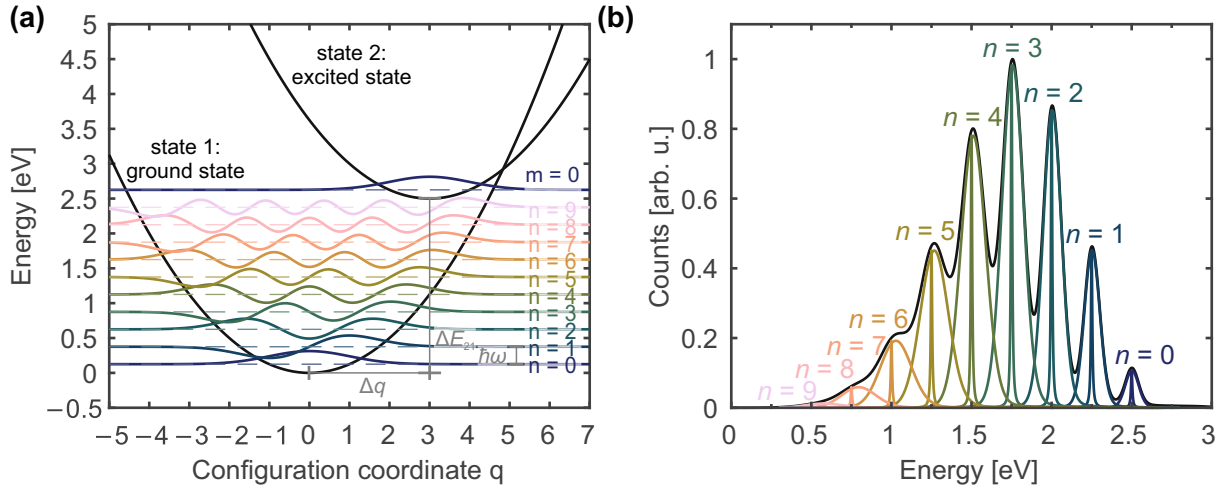 (a)
5
4.5
4
3.5
3
2.5
2
1.5
1
0.5
0
−0.5
Energy [eV]
state 2:
excited state
state 1:
ground state
m = 0
n = 9
n = 8
n = 7
n = 6
n = 5
n = 4
n = 3
n = 2
n = 1
n = 0
ħω
Δq
−5 −4 −3 −2 −1 0 1 2 3 4 5 6 7
Configuration coordinate q
(b)
1
0.8
0.6
0.4
0.2
0
Counts [arb. u.]
n = 3
n = 2
n = 4
n = 5
n = 1
n = 6
n = 7
n = 8
n = 9
n = 0
0 0.5 1 1.5 2 2.5 3
Energy [eV]